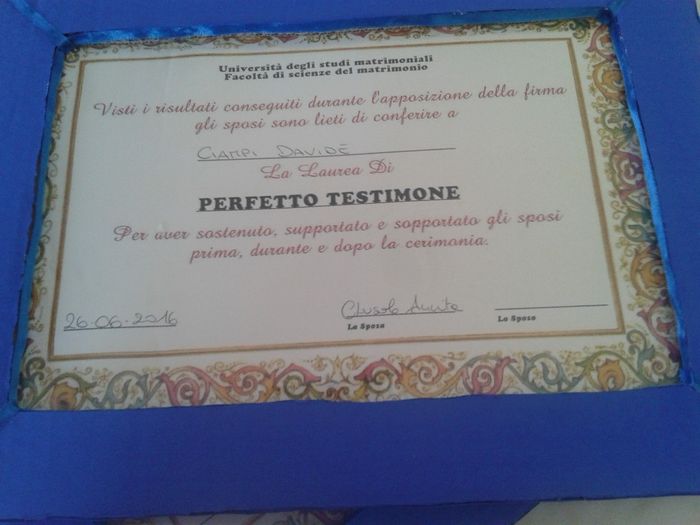 Università degli studi matrimoniali
Facoltà di scienze del matrimonio
Visti i risultati conseguiti durante l'apposizione della firma
gli sposi sono lieti di conferire a
CIAMPI DAVIDE
La Laurea Di
PERFETTO TESTIMONE
Per aver sostenuto, supportato e sopportato gli sposi
prima, durante e dopo la cerimonia.
26-06-2016
La Sposa
Lo Sposo